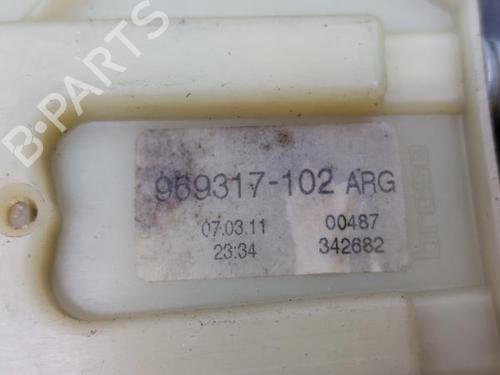 B-PARTS
969317-102 ARG
07.03.11 00487
23:34 342682